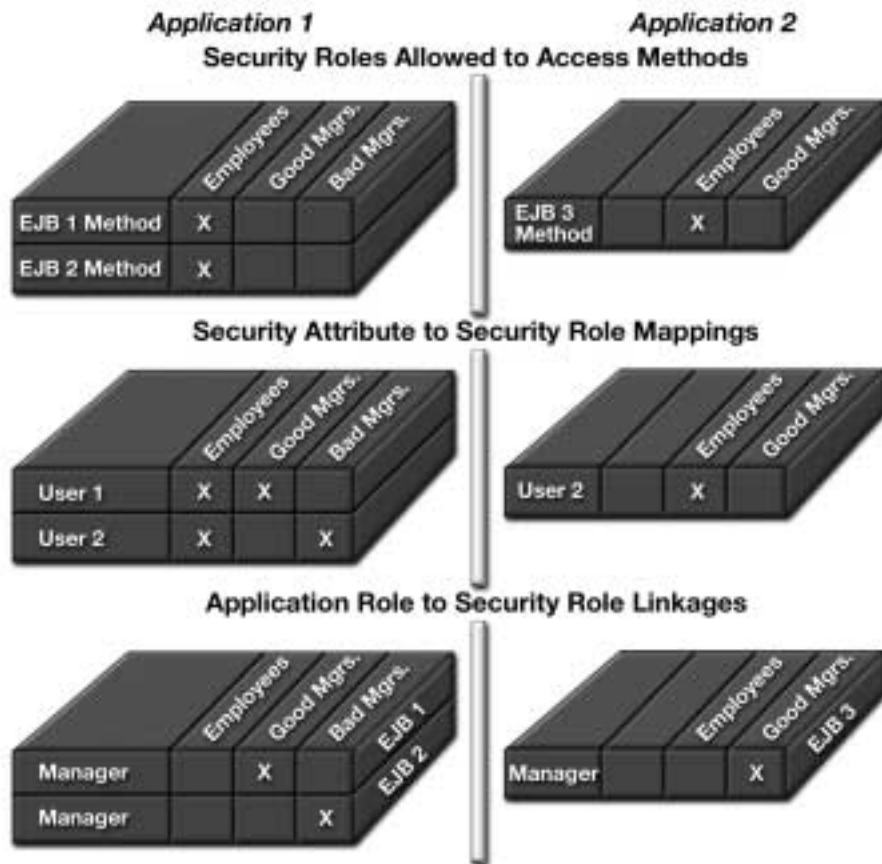 Application 1
Application 2
Security Roles Allowed to Access Methods
Employees
Good Mgrs.
Bad Mgrs.
EJB 1 Method X
EJB 2 Method X
Employees
Good Mgrs.
EJB 3
Method
X
Security Attribute to Security Role Mappings
Employees
Good Mgrs.
Bad Mgrs.
User 1 X X
User 2 X X
Employees
Good Mgrs.
User 2 X
Application Role to Security Role Linkages
Employees
Good Mgrs.
Bad Mgrs.
EJB 1
EJB 2
Manager X
Manager X
Employees
Good Mgrs.
EJB 3
Manager X